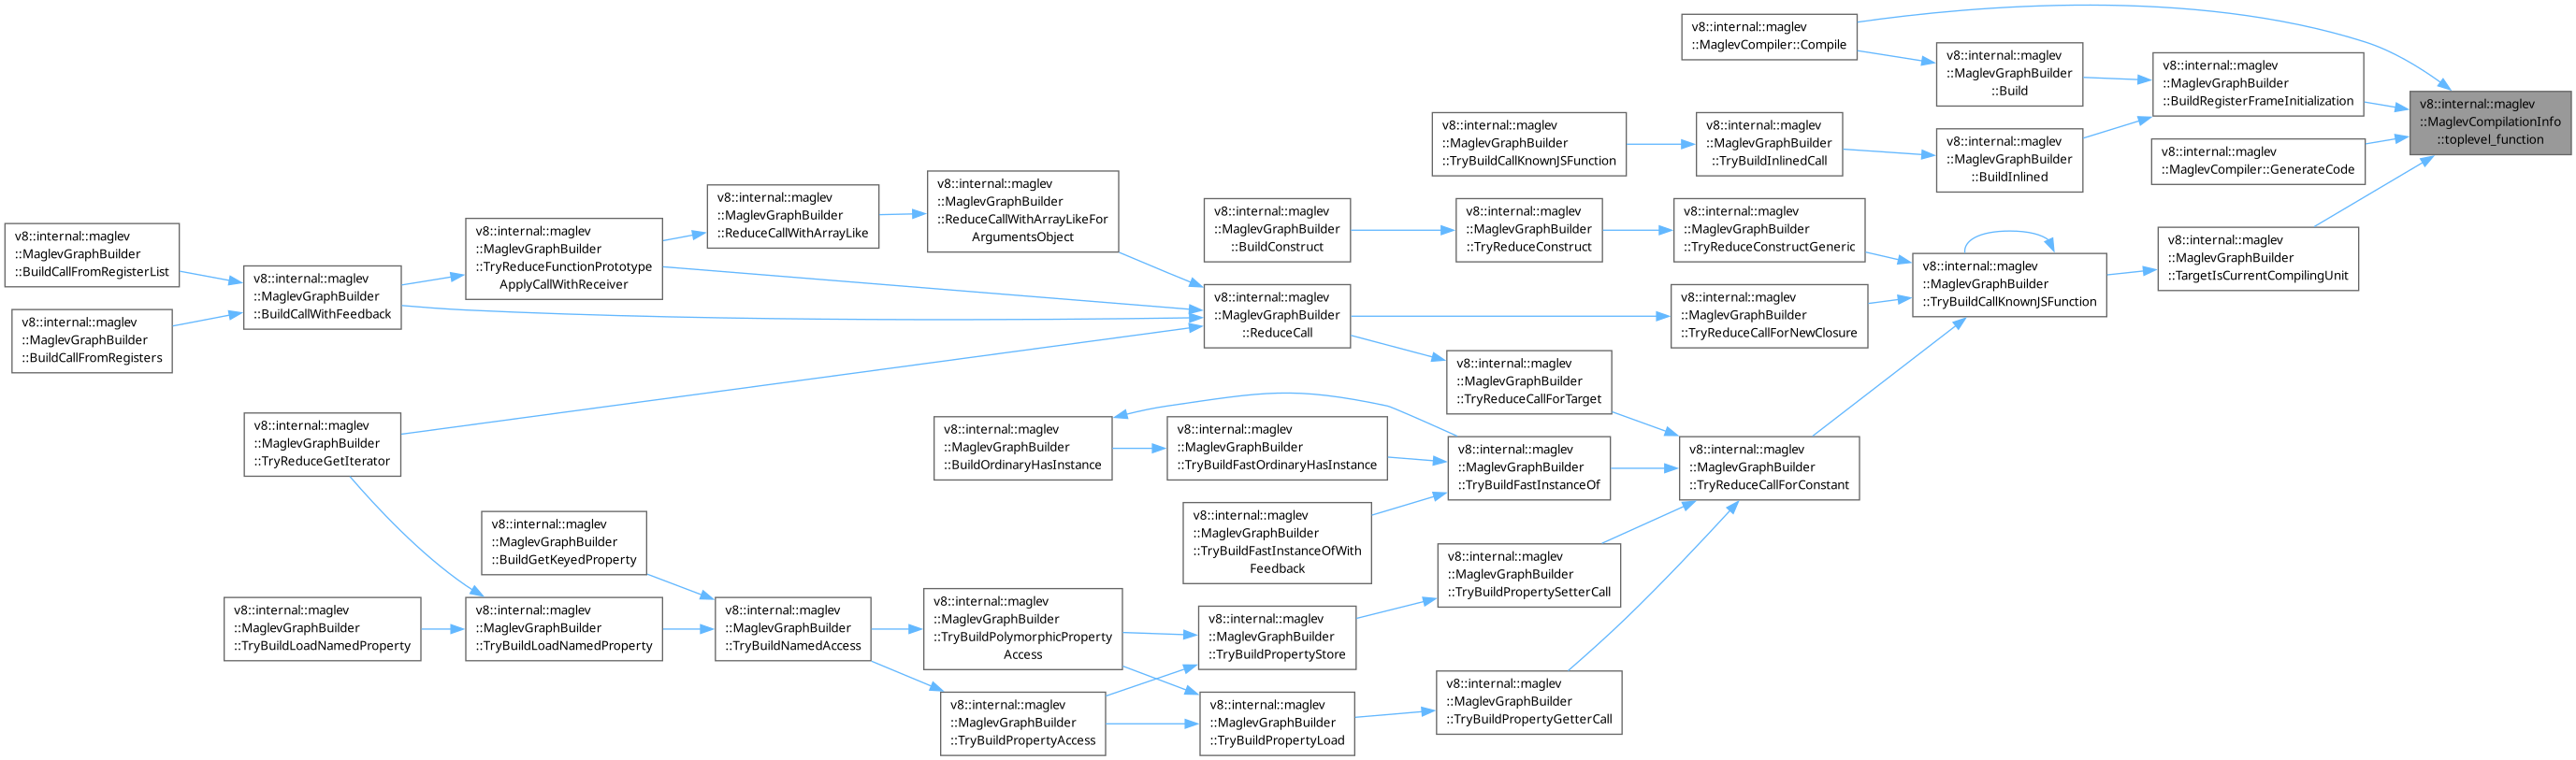 v8::internal::maglev
::MaglevCompiler::Compile
v8::internal::maglev
::MaglevGraphBuilder
::Build
v8::internal::maglev
::MaglevGraphBuilder
::BuildRegisterFrameInitialization
v8::internal::maglev
::MaglevCompilationInfo
::toplevel_function
v8::internal::maglev
::MaglevGraphBuilder
::TryBuildCallKnownJSFunction
v8::internal::maglev
::MaglevGraphBuilder
::TryBuildInlinedCall
v8::internal::maglev
::MaglevGraphBuilder
::BuildInlined
v8::internal::maglev
::MaglevCompiler::GenerateCode
v8::internal::maglev
::MaglevGraphBuilder
::BuildCallFromRegisterList
v8::internal::maglev
::MaglevGraphBuilder
::BuildCallWithFeedback
v8::internal::maglev
::MaglevGraphBuilder
::TryReduceFunctionPrototype
ApplyCallWithReceiver
v8::internal::maglev
::MaglevGraphBuilder
::ReduceCallWithArrayLike
v8::internal::maglev
::MaglevGraphBuilder
::ReduceCallWithArrayLikeFor
ArgumentsObject
v8::internal::maglev
::MaglevGraphBuilder
::BuildConstruct
v8::internal::maglev
::MaglevGraphBuilder
::TryReduceConstruct
v8::internal::maglev
::MaglevGraphBuilder
::TryReduceConstructGeneric
v8::internal::maglev
::MaglevGraphBuilder
::TryBuildCallKnownJSFunction
v8::internal::maglev
::MaglevGraphBuilder
::TargetIsCurrentCompilingUnit
v8::internal::maglev
::MaglevGraphBuilder
::BuildCallFromRegisters
v8::internal::maglev
::MaglevGraphBuilder
::ReduceCall
v8::internal::maglev
::MaglevGraphBuilder
::TryReduceCallForNewClosure
v8::internal::maglev
::MaglevGraphBuilder
::TryReduceCallForTarget
v8::internal::maglev
::MaglevGraphBuilder
::TryReduceGetIterator
v8::internal::maglev
::MaglevGraphBuilder
::BuildOrdinaryHasInstance
v8::internal::maglev
::MaglevGraphBuilder
::TryBuildFastOrdinaryHasInstance
v8::internal::maglev
::MaglevGraphBuilder
::TryBuildFastInstanceOf
v8::internal::maglev
::MaglevGraphBuilder
::TryReduceCallForConstant
v8::internal::maglev
::MaglevGraphBuilder
::TryBuildFastInstanceOfWith
Feedback
v8::internal::maglev
::MaglevGraphBuilder
::BuildGetKeyedProperty
v8::internal::maglev
::MaglevGraphBuilder
::TryBuildPropertySetterCall
v8::internal::maglev
::MaglevGraphBuilder
::TryBuildLoadNamedProperty
v8::internal::maglev
::MaglevGraphBuilder
::TryBuildLoadNamedProperty
v8::internal::maglev
::MaglevGraphBuilder
::TryBuildNamedAccess
v8::internal::maglev
::MaglevGraphBuilder
::TryBuildPolymorphicProperty
Access
v8::internal::maglev
::MaglevGraphBuilder
::TryBuildPropertyStore
v8::internal::maglev
::MaglevGraphBuilder
::TryBuildPropertyAccess
v8::internal::maglev
::MaglevGraphBuilder
::TryBuildPropertyLoad
v8::internal::maglev
::MaglevGraphBuilder
::TryBuildPropertyGetterCall